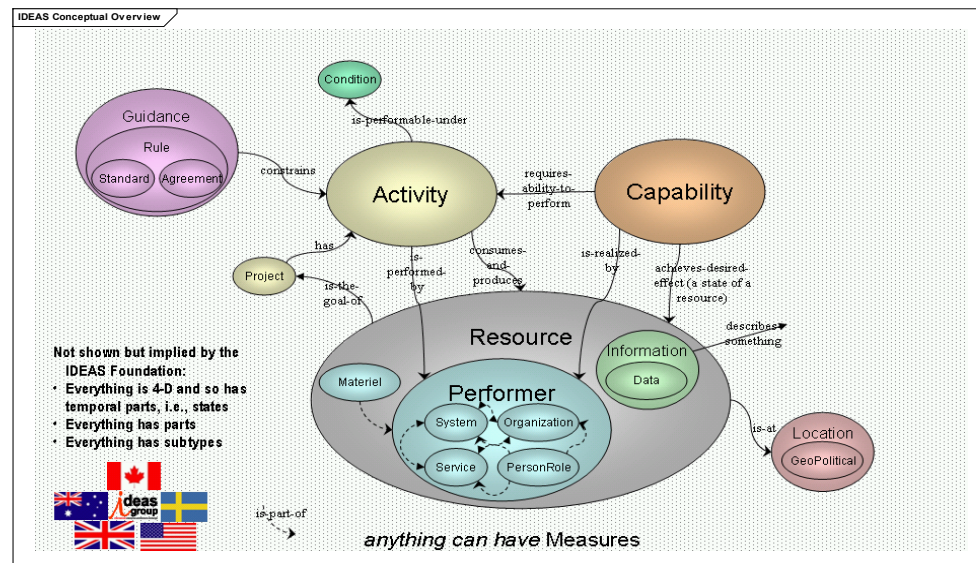 IDEAS Conceptual Overview
Condition
is-performable-under
Guidance
Rule
Standard
Agreement
constrains
Activity
requires-
ability-to-
perform
Capability
has
Project
is-the-
goal-of
is-
performed-
by
consumes-
and-
produces
is-realized-
by
achieves-desired-
effect (a state of a
resource)
Resource
describes-
something
Information
Data
Materiel
Performer
System
Organization
Service
PersonRole
is-at
Location
GeoPolitical
Not shown but implied by the
IDEAS Foundation:
• Everything is 4-D and so has
temporal parts, i.e., states
• Everything has parts
• Everything has subtypes
ideas
group
is-part-of
anything can have Measures